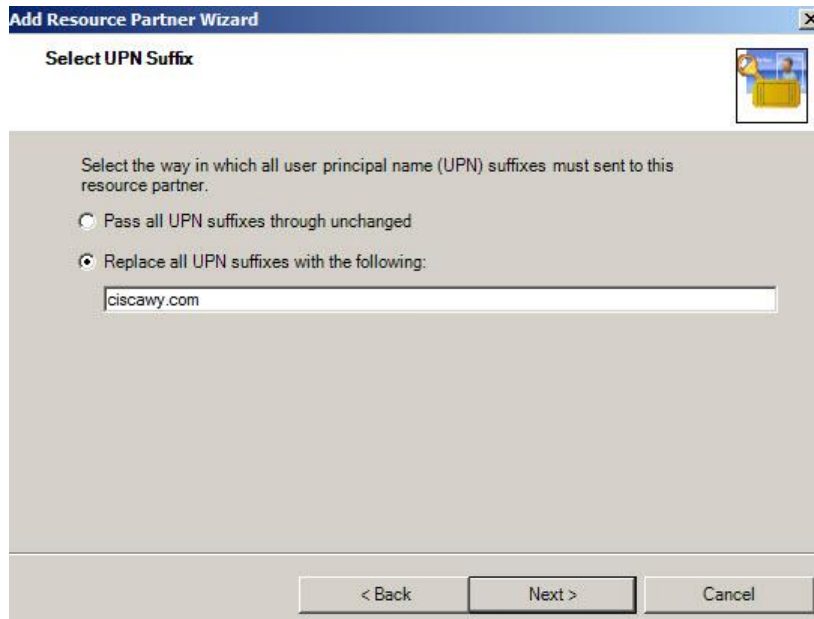 Add Resource Partner Wizard
Select UPN Suffix
Select the way in which all user principal name (UPN) suffixes must sent to this
resource partner.
Pass all UPN suffixes through unchanged
Replace all UPN suffixes with the following:
ciscawy.com
< Back Next > Cancel